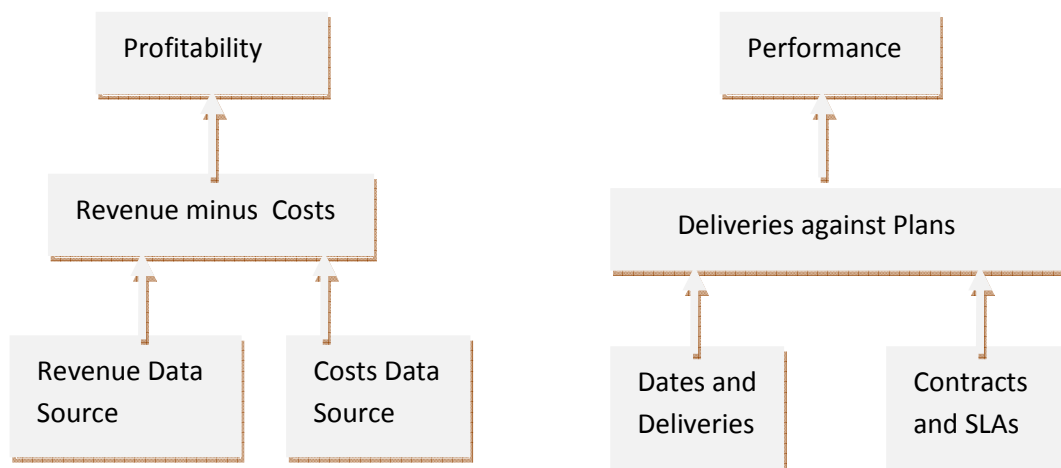 Profitability
Performance
Revenue minus  Costs
Deliveries against Plans
Revenue Data
Source
Costs Data
Source
Dates and
Deliveries
Contracts
and SLAs